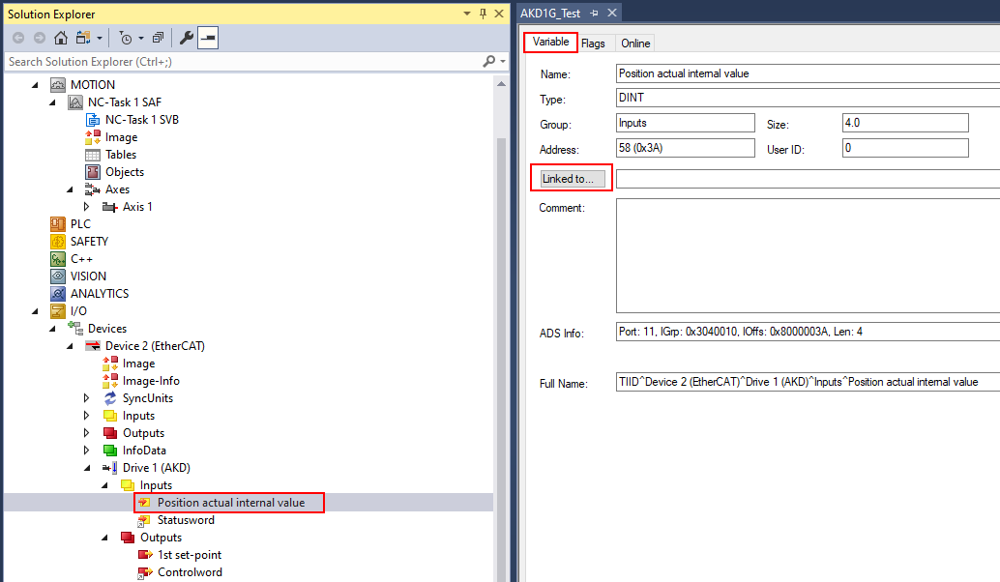 Solution Explorer
Search Solution Explorer (Ctrl+;)
MOTION
NC-Task 1 SAF
NC-Task 1 SVB
Image
Tables
Objects
Axes
Axis 1
PLC
SAFETY
C++
VISION
ANALYTICS
I/O
Devices
Device 2 (EtherCAT)
Image
Image-Info
SyncUnits
Inputs
Outputs
InfoData
Drive 1 (AKD)
Inputs
Position actual internal value
Statusword
Outputs
1st set-point
Controlword
AKD1G_Test
Variable Flags Online
Name: Position actual internal value
Type: DINT
Group: Inputs Size: 4.0
Address: 58 (0x3A) User ID: 0
Linked to...
Comment:
ADS Info: Port: 11, IGrp: 0x3040010, IOffs: 0x8000003A, Len: 4
Full Name: TIID^Device 2 (EtherCAT)^Drive 1 (AKD)^Inputs^Position actual internal value